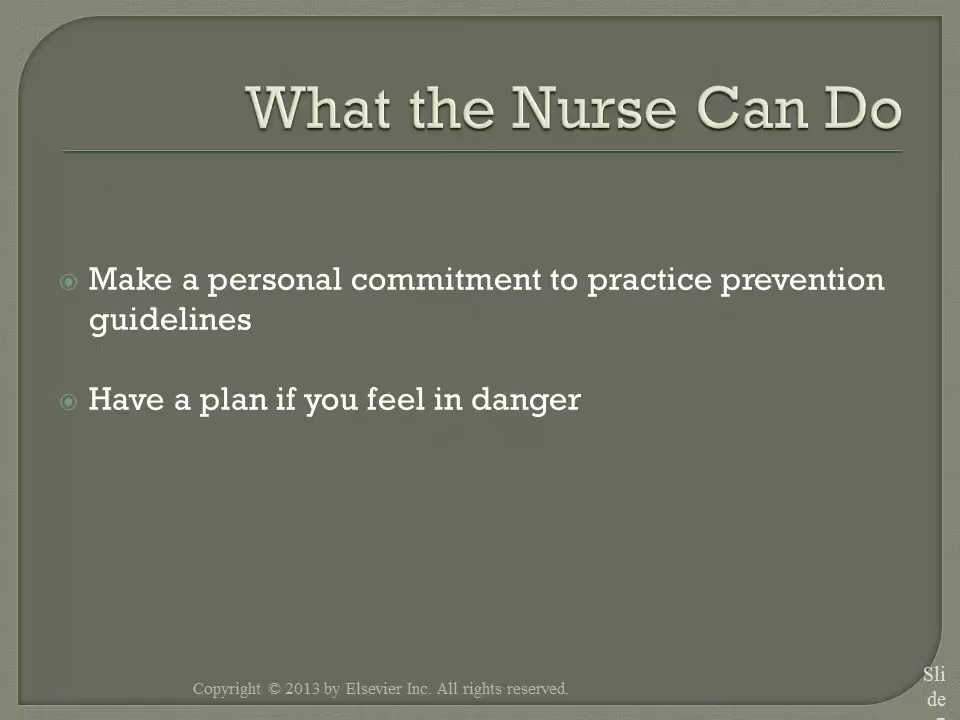 What the Nurse Can Do
Make a personal commitment to practice prevention
guidelines
Have a plan if you feel in danger
Copyright © 2013 by Elsevier Inc. All rights reserved.
Sli
de